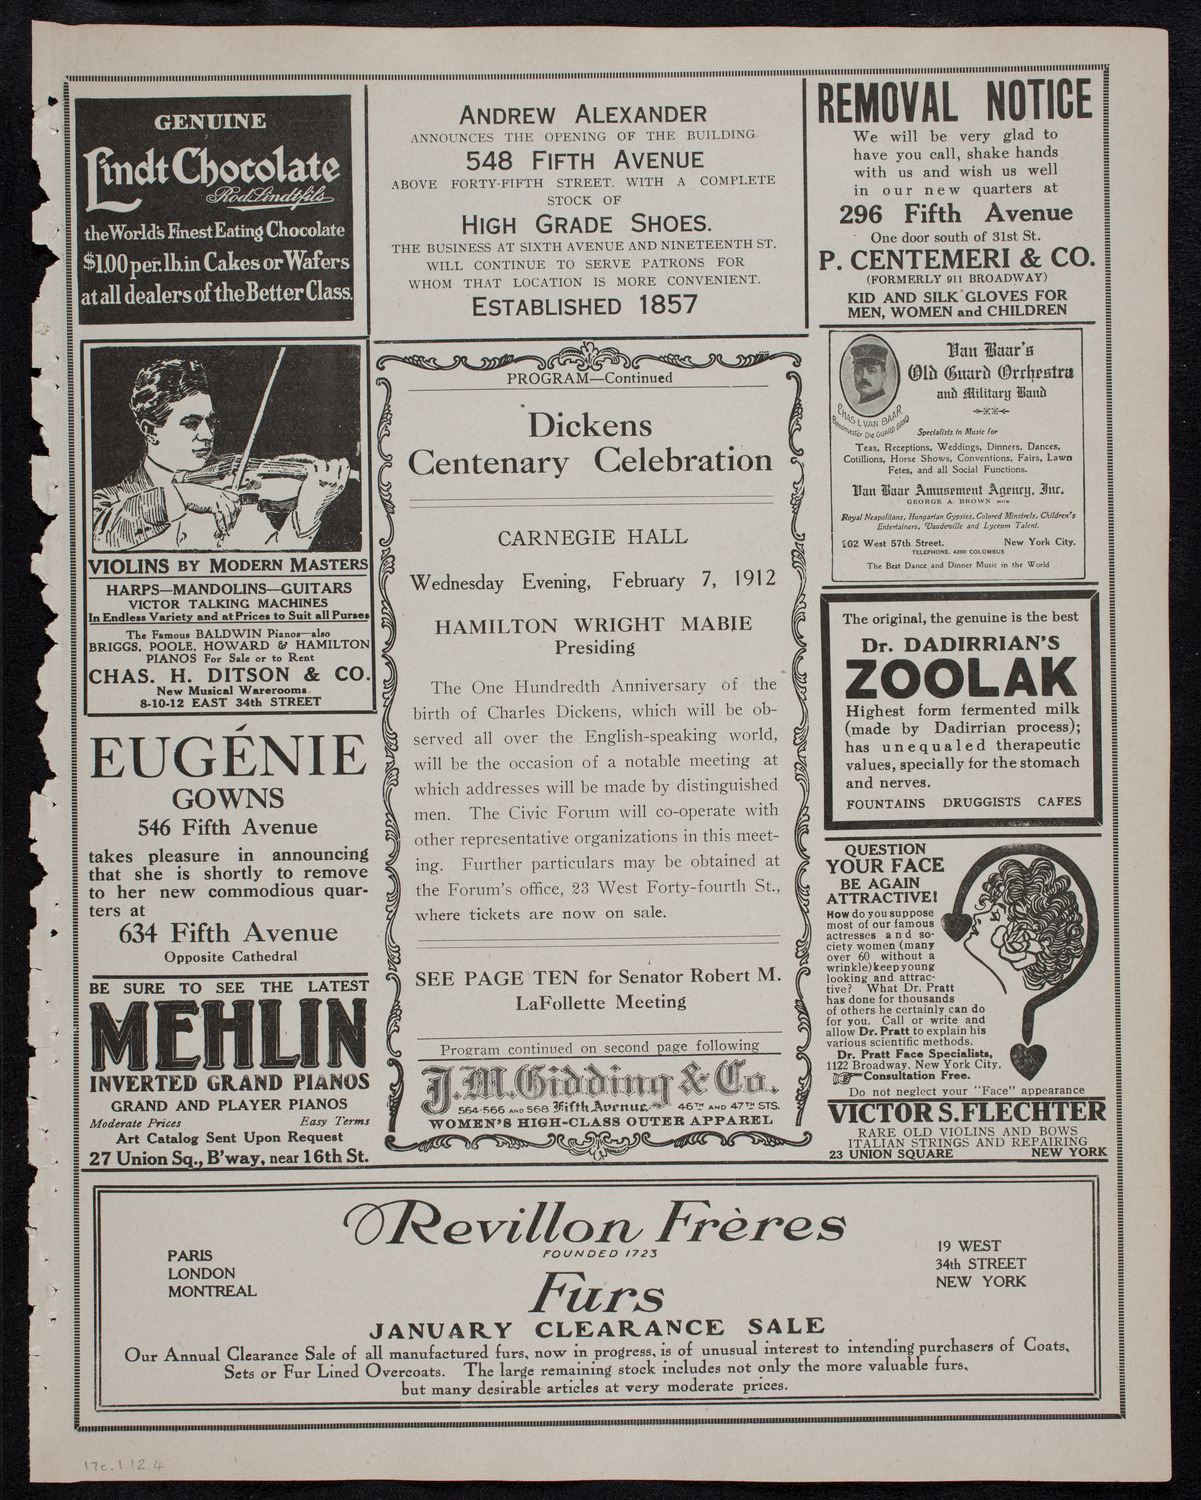 GENUINE
Lindt Chocolate
Rod. Lindt fils
the World's Finest Eating Chocolate
$1.00 per. lb. in Cakes or Wafers
at all dealers of the Better Class.
ANDREW ALEXANDER
ANNOUNCES THE OPENING OF THE BUILDING
548 FIFTH AVENUE
ABOVE FORTY-FIFTH STREET. WITH A COMPLETE
STOCK OF
HIGH GRADE SHOES.
THE BUSINESS AT SIXTH AVENUE AND NINETEENTH ST.
WILL CONTINUE TO SERVE PATRONS FOR
WHOM THAT LOCATION IS MORE CONVENIENT.
ESTABLISHED 1857
REMOVAL NOTICE
We will be very glad to
have you call, shake hands
with us and wish us well
in our new quarters at
296 Fifth Avenue
One door south of 31st St.
P. CENTEMERI & CO.
(FORMERLY 911 BROADWAY)
KID AND SILK GLOVES FOR
MEN, WOMEN and CHILDREN
VIOLINS BY MODERN MASTERS
HARPS—MANDOLINS—GUITARS
VICTOR TALKING MACHINES
In Endless Variety and at Prices to Suit all Purses
The Famous BALDWIN Pianos—also
BRIGGS, POOLE, HOWARD & HAMILTON
PIANOS For Sale or to Rent
CHAS. H. DITSON & CO.
New Musical Warerooms
8-10-12 EAST 34th STREET
EUGÉNIE
GOWNS
546 Fifth Avenue
takes pleasure in announcing
that she is shortly to remove
to her new commodious quar-
ters at
634 Fifth Avenue
Opposite Cathedral
BE SURE TO SEE THE LATEST
MEHLIN
INVERTED GRAND PIANOS
GRAND AND PLAYER PIANOS
Moderate Prices Easy Terms
Art Catalog Sent Upon Request
27 Union Sq., B'way, near 16th St.
PROGRAM—Continued
Dickens
Centenary Celebration
CARNEGIE HALL
Wednesday Evening, February 7, 1912
HAMILTON WRIGHT MABIE
Presiding
The One Hundredth Anniversary of the
birth of Charles Dickens, which will be ob-
served all over the English-speaking world,
will be the occasion of a notable meeting at
which addresses will be made by distinguished
men. The Civic Forum will co-operate with
other representative organizations in this meet-
ing. Further particulars may be obtained at
the Forum's office, 23 West Forty-fourth St.,
where tickets are now on sale.
SEE PAGE TEN for Senator Robert M.
LaFollette Meeting
Program continued on second page following
J. M. Gidding & Co.
564-566 AND 568 Fifth Avenue 46TH AND 47TH STS.
WOMEN'S HIGH-CLASS OUTER APPAREL
CHAS. L. VAN BAAR
Bandmaster Old GUARD BAND
Van Baar's
Old Guard Orchestra
and Military Band
Specialists in Music for
Teas, Receptions, Weddings, Dinners, Dances,
Cotillions, Horse Shows, Conventions, Fairs, Lawn
Fetes, and all Social Functions.
Van Baar Amusement Agency, Inc.
GEORGE A. BROWN MGR
Royal Neapolitans, Hungarian Gypsies, Colored Minstrels, Children's
Entertainers, Vaudeville and Lyceum Talent.
102 West 57th Street. New York City.
TELEPHONE. 4200 COLUMBUS
The Best Dance and Dinner Music in the World
The original, the genuine is the best
Dr. DADIRRIAN'S
ZOOLAK
Highest form fermented milk
(made by Dadirrian process);
has unequaled therapeutic
values, specially for the stomach
and nerves.
FOUNTAINS DRUGGISTS CAFES
QUESTION
YOUR FACE
BE AGAIN
ATTRACTIVE!
How do you suppose
most of our famous
actresses and so-
ciety women (many
over 60 without a
wrinkle) keep young
looking and attrac-
tive? What Dr. Pratt
has done for thousands
of others he certainly can do
for you. Call or write and
allow Dr. Pratt to explain his
various scientific methods.
Dr. Pratt Face Specialists,
1122 Broadway, New York City.
Consultation Free.
Do not neglect your "Face" appearance
VICTOR S. FLECHTER
RARE OLD VIOLINS AND BOWS
ITALIAN STRINGS AND REPAIRING
23 UNION SQUARE NEW YORK
Revillon Frères
FOUNDED 1723
PARIS
LONDON
MONTREAL
19 WEST
34th STREET
NEW YORK
Furs
JANUARY CLEARANCE SALE
Our Annual Clearance Sale of all manufactured furs, now in progress, is of unusual interest to intending purchasers of Coats,
Sets or Fur Lined Overcoats. The large remaining stock includes not only the more valuable furs,
but many desirable articles at very moderate prices.
17c.1.12.4